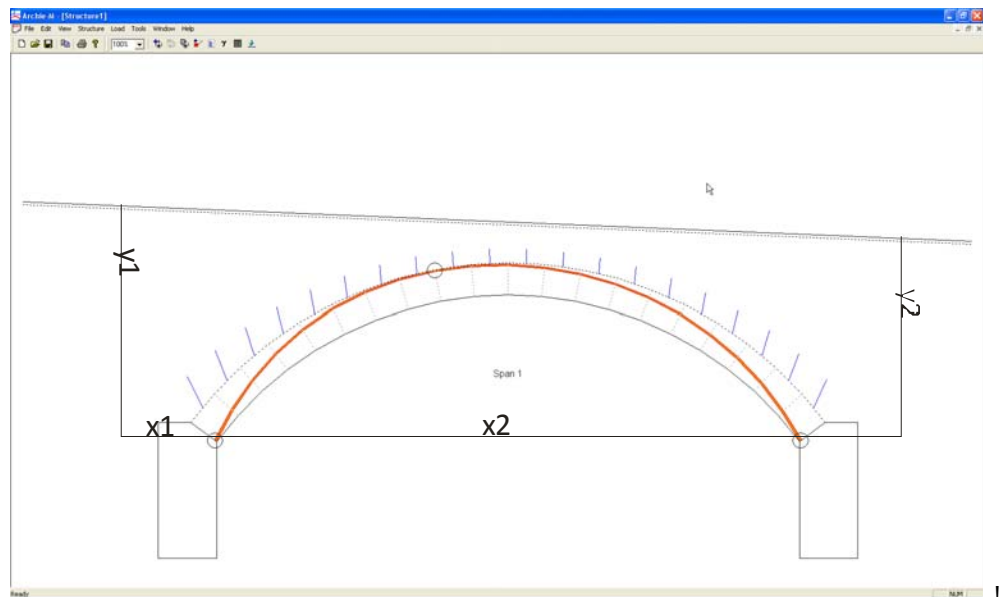 Archie-M - [Structure1]
File Edit View Structure Load Tools Window Help
100%
y1
y2
Span 1
x1
x2
Ready
NUM
!